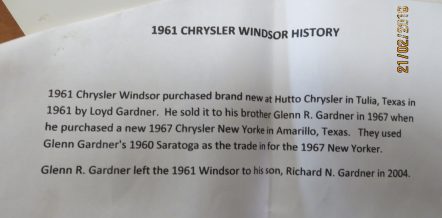 1961 CHRYSLER WINDSOR HISTORY
21/02/2013
1961 Chrysler Windsor purchased brand new at Hutto Chrysler in Tulia, Texas in
1961 by Loyd Gardner. He sold it to his brother Glenn R. Gardner in 1967 when
he purchased a new 1967 Chrysler New Yorke in Amarillo, Texas. They used
Glenn Gardner's 1960 Saratoga as the trade in for the 1967 New Yorker.
Glenn R. Gardner left the 1961 Windsor to his son, Richard N. Gardner in 2004.